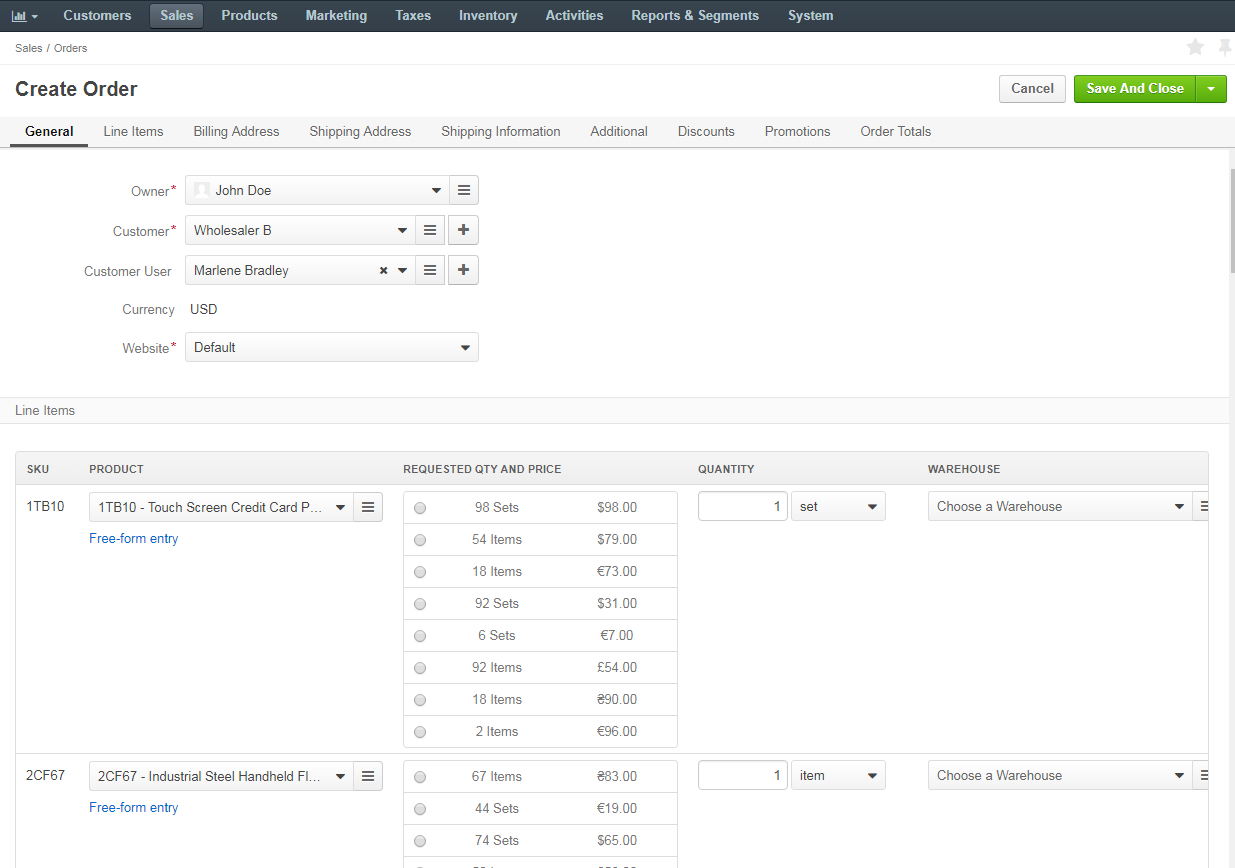 Customers Sales Products Marketing Taxes Inventory Activities Reports & Segments System
Sales / Orders
Create Order Cancel Save And Close
General Line Items Billing Address Shipping Address Shipping Information Additional Discounts Promotions Order Totals
Owner* John Doe
Customer* Wholesaler B
Customer User Marlene Bradley
Currency USD
Website* Default
Line Items
SKU PRODUCT REQUESTED QTY AND PRICE QUANTITY WAREHOUSE
1TB10 1TB10 - Touch Screen Credit Card P... 98 Sets $98.00 1 set Choose a Warehouse
Free-form entry 54 Items $79.00
18 Items €73.00
92 Sets $31.00
6 Sets €7.00
92 Items £54.00
18 Items ₴90.00
2 Items €96.00
2CF67 2CF67 - Industrial Steel Handheld Fl... 67 Items ₴83.00 1 item Choose a Warehouse
Free-form entry 44 Sets €19.00
74 Sets $65.00